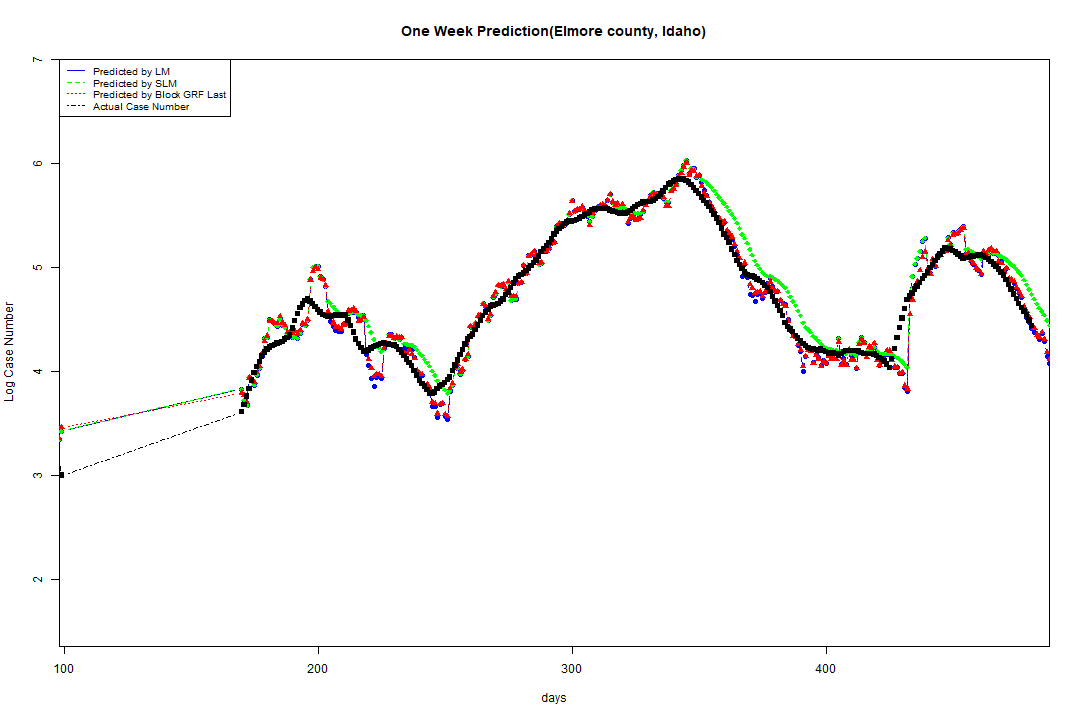 One Week Prediction(Elmore county, Idaho)
Predicted by LM
Predicted by SLM
Predicted by Block GRF Last
Actual Case Number
7
6
5
4
3
2
Log Case Number
100 200 300 400
days